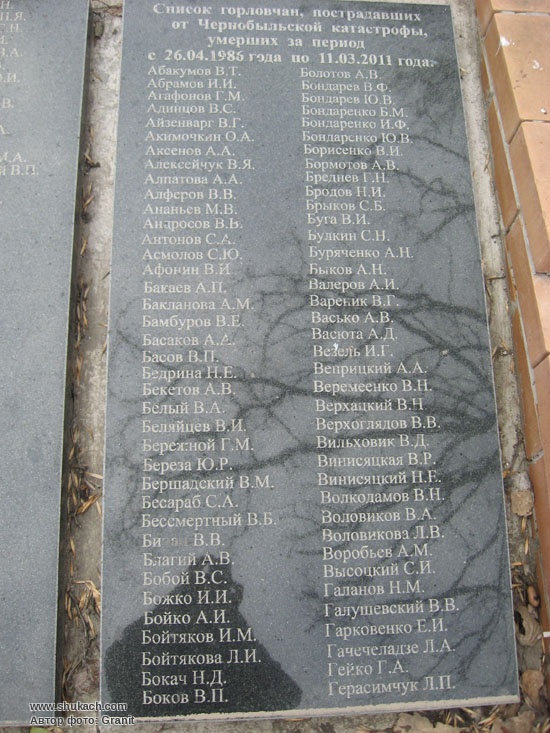 Список горловчан, пострадавших
от Чернобыльской катастрофы,
умерших за период
с 26.04.1986 года по 11.03.2011 года:
Абакумов В.Т.
Абрамов И.И.
Агафонов Г.М.
Адинцов В.С.
Айзенварг В.Г.
Акимочкин О.А.
Аксенов А.А.
Алексейчук В.Я.
Алпатова А.А.
Алферов В.В.
Ананьев М.В.
Андросов В.В.
Антонов С.А.
Асмолов С.Ю.
Афонин В.И.
Бакаев А.П.
Бакланова А.М.
Бамбуров В.Е.
Басаков А.А.
Басов В.П.
Бедрина Н.Е.
Бекетов А.В.
Белый В.А.
Беляйцев В.И.
Бережной Г.М.
Береза Ю.Р.
Бершадский В.М.
Бесараб С.А.
Бессмертный В.Б.
В.В.
Благий А.В.
Бобой В.С.
Божко И.И.
Бойко А.И.
Бойтяков И.М.
Бойтякова Л.И.
Бокач Н.Д.
Боков В.П.
Болотов А.В.
Бондарев В.Ф.
Бондарев Ю.В.
Бондаренко Б.М.
Бондаренко И.Ф.
Бондаренко Ю.В.
Борисенко В.И.
Бормотов А.В.
Бреднев Г.Н.
Бродов Н.И.
Брыков С.Б.
Буга В.И.
Булкин С.Н.
Буряченко А.Н.
Быков А.Н.
Валеров А.И.
Вареник В.Г.
Васько А.В.
Васюта А.Д.
Везель И.Г.
Веприцкий А.А.
Веремеенко В.Н.
Верхацкий В.Н.
Верхоглядов В.В.
Вильховик В.Д.
Винисяцкая В.Р.
Винисяцкий Н.Е.
Волкодамов В.Н.
Воловиков В.А.
Воловикова Л.В.
Воробьев А.М.
Высоцкий С.И.
Галанов Н.М.
Галушевский В.В.
Гарковенко Е.И.
Гачечеладзе Л.А.
Гейко Г.А.
Герасимчук Л.П.
www.shukach.com
Автор фото: Granit